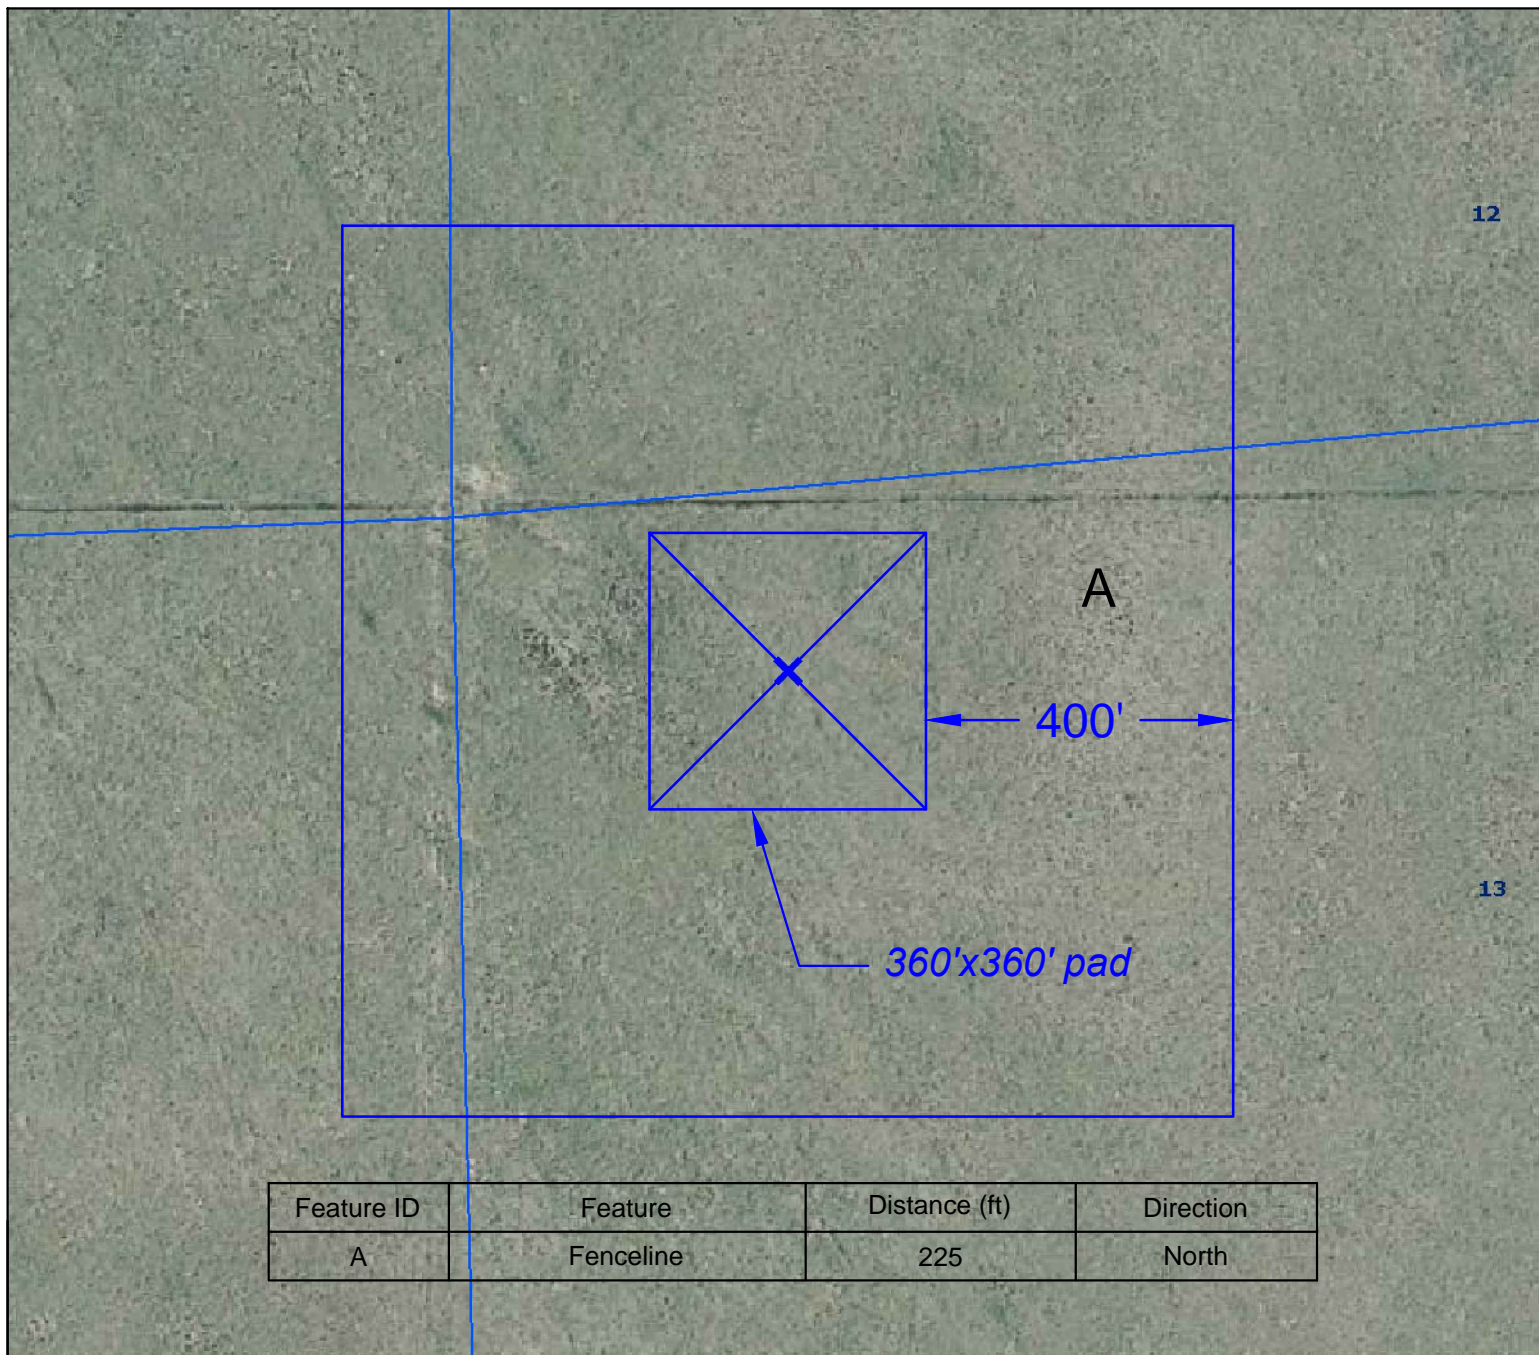 12
A
400'
13
360'x360' pad
Feature ID Feature Distance (ft) Direction
A Fenceline 225 North